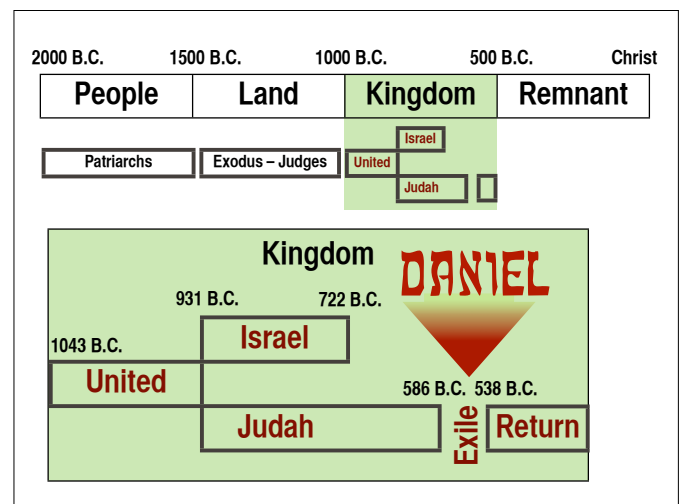 2000 B.C. 1500 B.C. 1000 B.C. 500 B.C. Christ
People Land Kingdom Remnant
Israel
Patriarchs Exodus – Judges United
Judah
Kingdom DANIEL
931 B.C. 722 B.C.
1043 B.C. Israel
United
586 B.C. 538 B.C.
Judah Exile Return